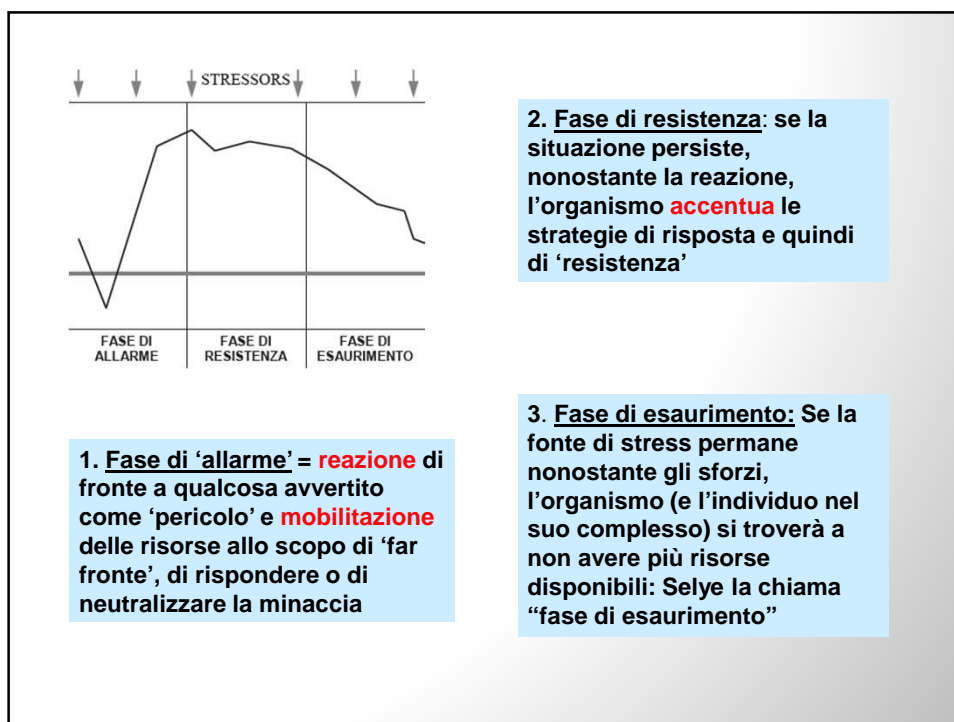 STRESSORS
FASE DI
ALLARME
FASE DI
RESISTENZA
FASE DI
ESAURIMENTO
1. Fase di ‘allarme’ = reazione di
fronte a qualcosa avvertito
come ‘pericolo’ e mobilitazione
delle risorse allo scopo di ‘far
fronte’, di rispondere o di
neutralizzare la minaccia
2. Fase di resistenza: se la
situazione persiste,
nonostante la reazione,
l’organismo accentua le
strategie di risposta e quindi
di ‘resistenza’
3. Fase di esaurimento: Se la
fonte di stress permane
nonostante gli sforzi,
l’organismo (e l’individuo nel
suo complesso) si troverà a
non avere più risorse
disponibili: Selye la chiama
“fase di esaurimento”